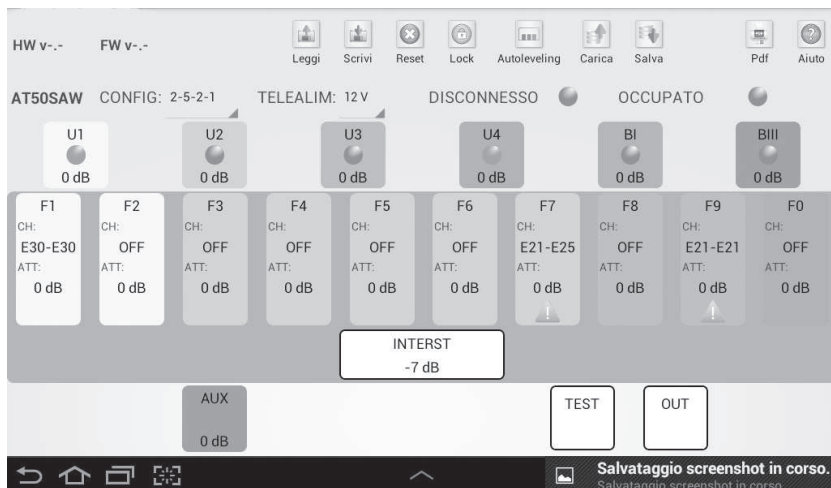 HW v-.- FW v-.-
Leggi Scrivi Reset Lock Autoleveling Carica Salva Pdf Aiuto
AT50SAW CONFIG: 2-5-2-1 TELEALIM: 12 V DISCONNESSO OCCUPATO
U1 U2 U3 U4 BI BIII
0 dB 0 dB 0 dB 0 dB 0 dB 0 dB
F1 F2 F3 F4 F5 F6 F7 F8 F9 F0
CH: CH: CH: CH: CH: CH: CH: CH: CH: CH:
E30-E30 OFF OFF OFF OFF OFF E21-E25 OFF E21-E21 OFF
ATT: ATT: ATT: ATT: ATT: ATT: ATT: ATT: ATT: ATT:
0 dB 0 dB 0 dB 0 dB 0 dB 0 dB 0 dB 0 dB 0 dB 0 dB
INTERST
-7 dB
AUX TEST OUT
0 dB
Salvataggio screenshot in corso.
Salvataggio screenshot in corso